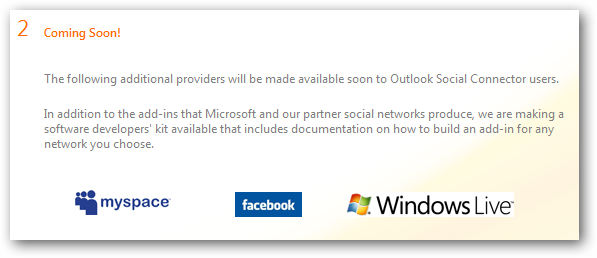 2 Coming Soon!
The following additional providers will be made available soon to Outlook Social Connector users.
In addition to the add-ins that Microsoft and our partner social networks produce, we are making a
software developers' kit available that includes documentation on how to build an add-in for any
network you choose.
myspace facebook Windows Live